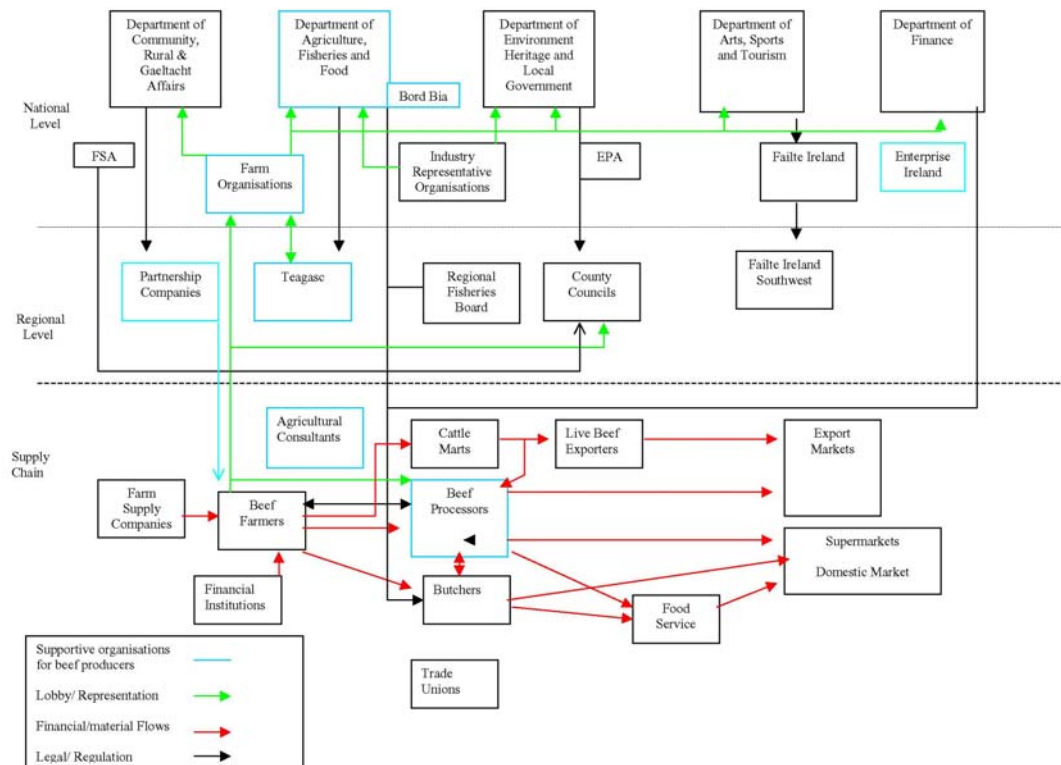 Department of
Community,
Rural &
Gaeltacht
Affairs
Department of
Agriculture,
Fisheries and
Food
Bord Bia
Department of
Environment
Heritage and
Local
Government
Department of
Arts, Sports
and Tourism
Department of
Finance
National
Level
FSA
Farm
Organisations
Industry
Representative
Organisations
EPA
Failte Ireland
Enterprise
Ireland
Partnership
Companies
Teagasc
Regional
Fisheries
Board
County
Councils
Failte Ireland
Southwest
Regional
Level
Agricultural
Consultants
Cattle
Marts
Live Beef
Exporters
Export
Markets
Supply
Chain
Farm
Supply
Companies
Beef
Farmers
Beef
Processors
Supermarkets
Domestic Market
Financial
Institutions
Butchers
Food
Service
Trade
Unions
Supportive organisations
for beef producers
Lobby/ Representation
Financial/material Flows
Legal/ Regulation